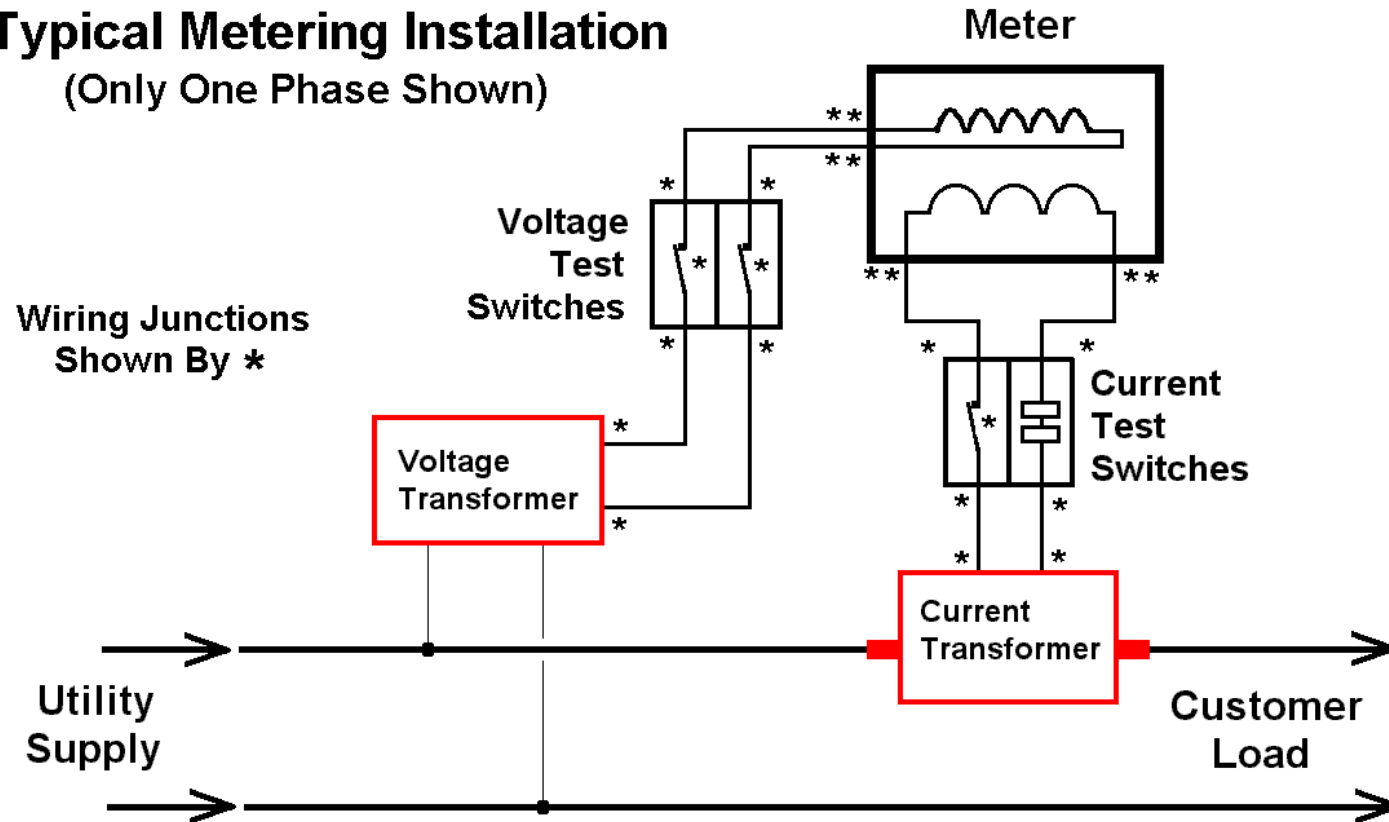 Typical Metering Installation
(Only One Phase Shown)
Meter
**
**
*
*
Voltage
Test
Switches
*
*
**
**
Wiring Junctions
Shown By *
*
*
*
*
Current
Test
Switches
*
*
Voltage
Transformer
*
*
*
*
*
*
Current
Transformer
Utility
Supply
Customer
Load